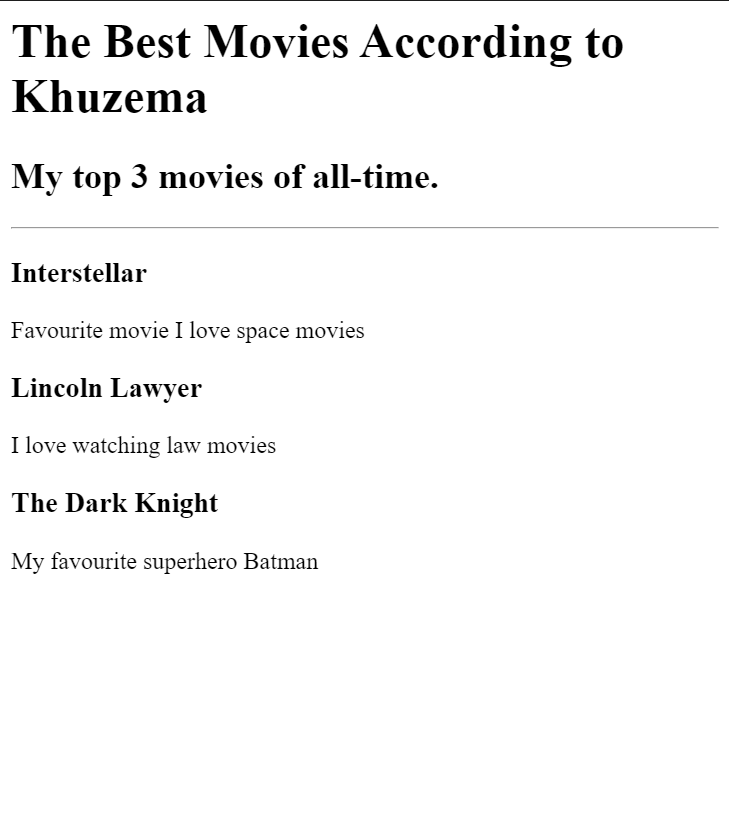 The Best Movies According to
Khuzema
My top 3 movies of all-time.
Interstellar
Favourite movie I love space movies
Lincoln Lawyer
I love watching law movies
The Dark Knight
My favourite superhero Batman